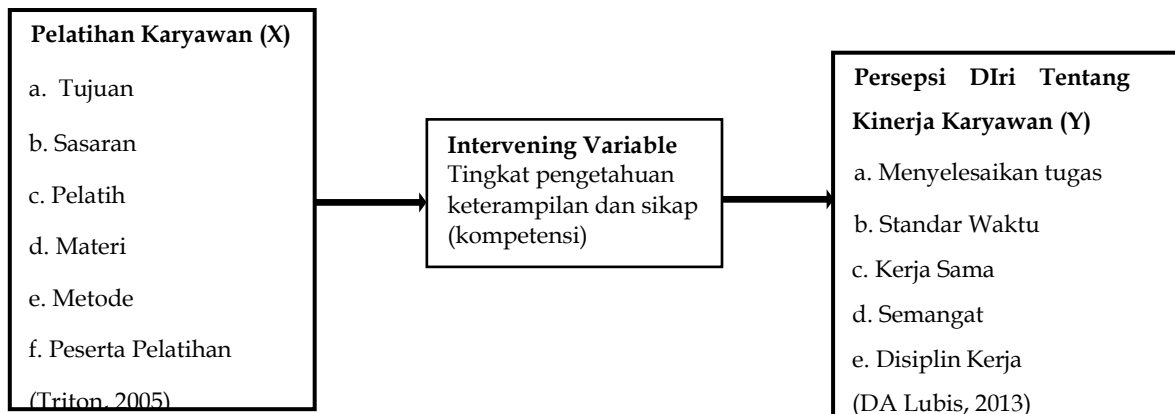 Pelatihan Karyawan (X)
a. Tujuan
b. Sasaran
c. Pelatih
d. Materi
e. Metode
f. Peserta Pelatihan
(Triton, 2005)
Intervening Variable
Tingkat pengetahuan
keterampilan dan sikap
(kompetensi)
Persepsi DIri Tentang
Kinerja Karyawan (Y)
a. Menyelesaikan tugas
b. Standar Waktu
c. Kerja Sama
d. Semangat
e. Disiplin Kerja
(DA Lubis, 2013)